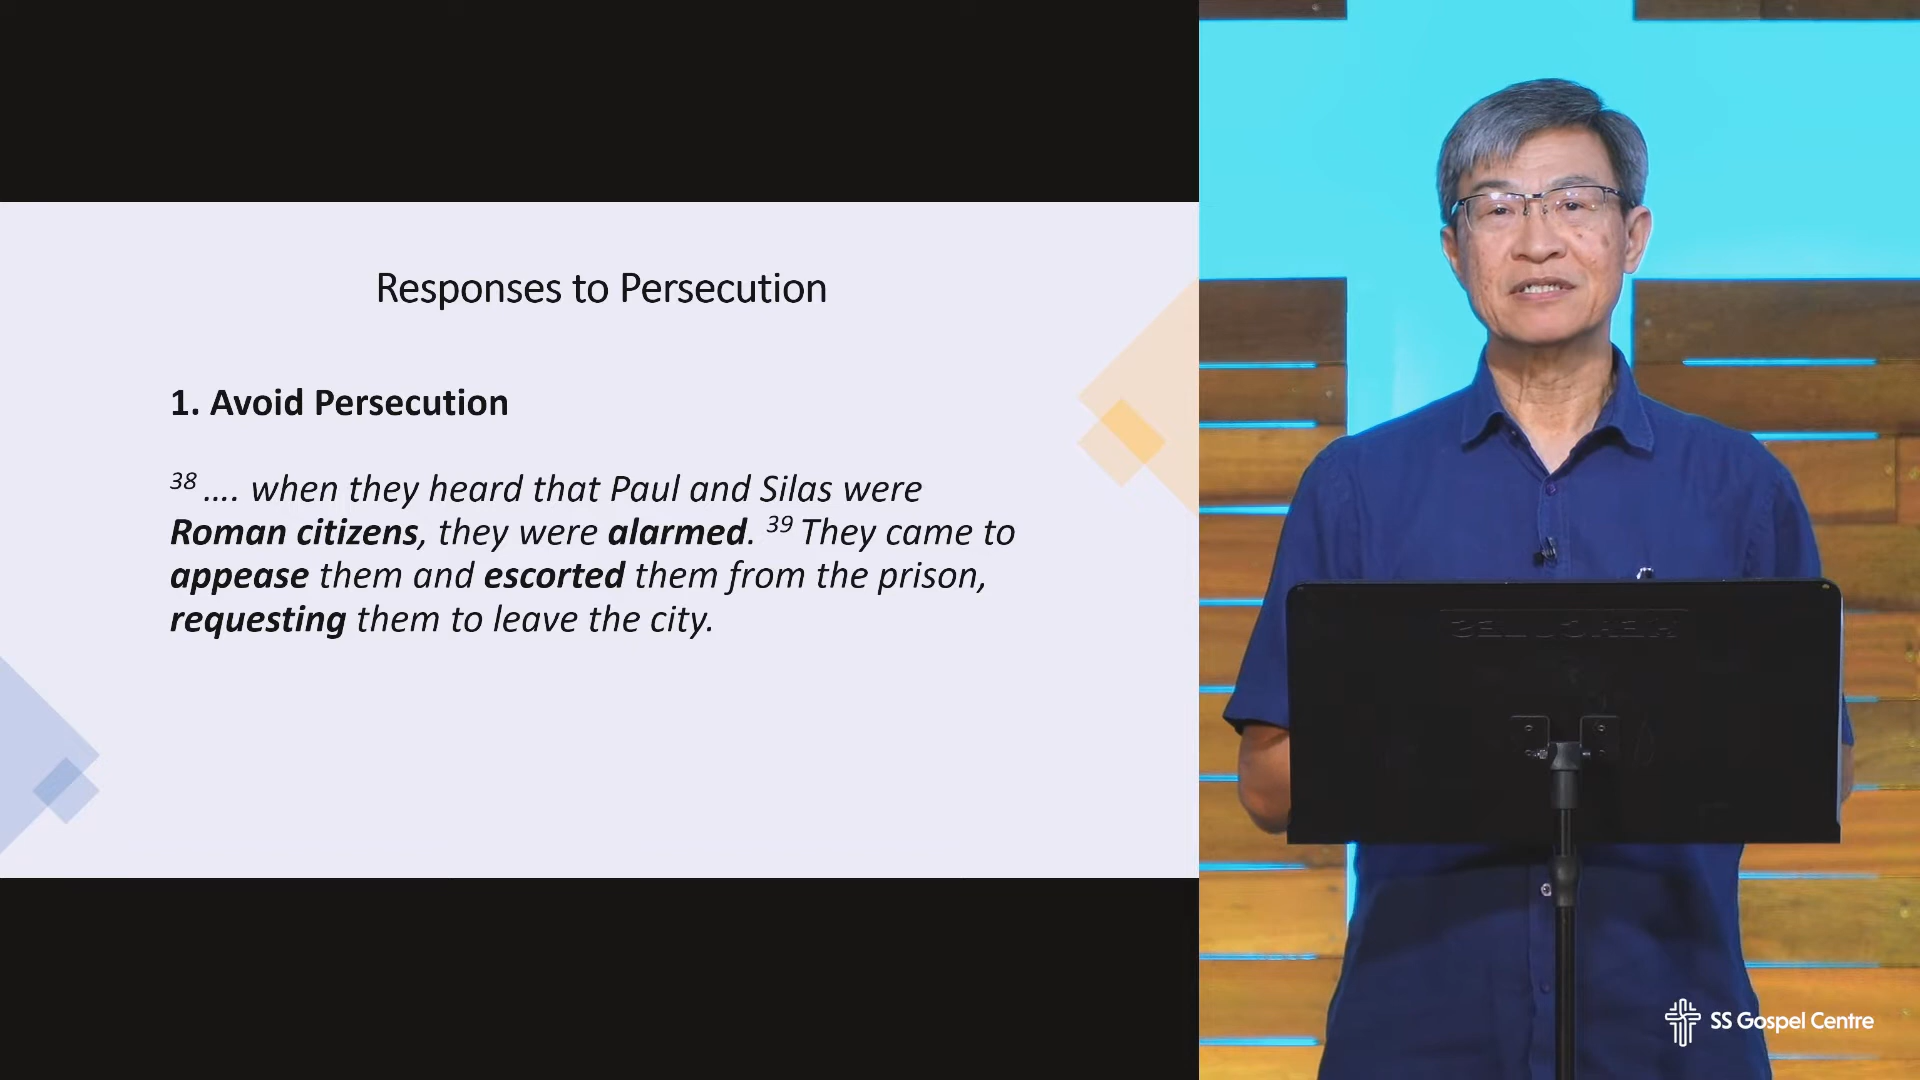 Responses to Persecution
1. Avoid Persecution
38 …. when they heard that Paul and Silas were
Roman citizens, they were alarmed. 39 They came to
appease them and escorted them from the prison,
requesting them to leave the city.
HERCULES
SS Gospel Centre